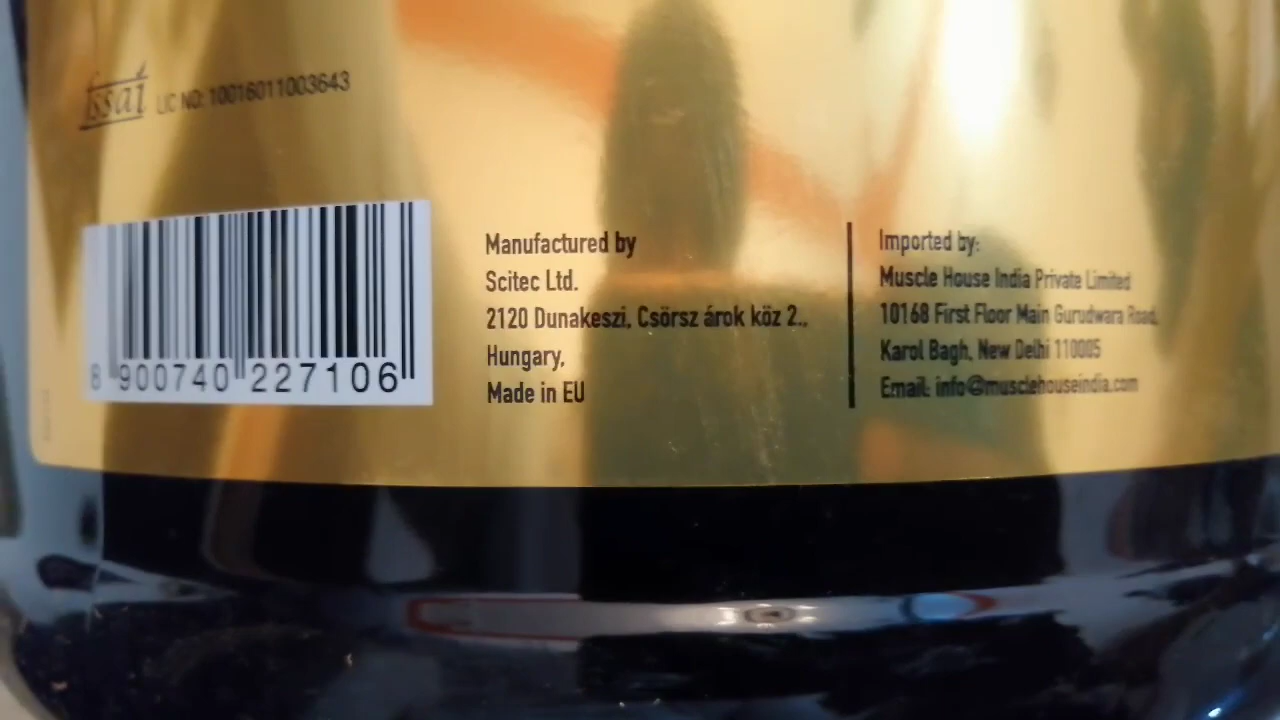 fssai LIC NO: 10016011003643
8 900740 227106
Manufactured by
Scitec Ltd.
2120 Dunakeszi, Csörsz árok köz 2.,
Hungary,
Made in EU
Imported by:
Muscle House India Private Limited
10168 First Floor Main Gurudwara Road,
Karol Bagh, New Delhi 110005
Email: info@musclehouseindia.com